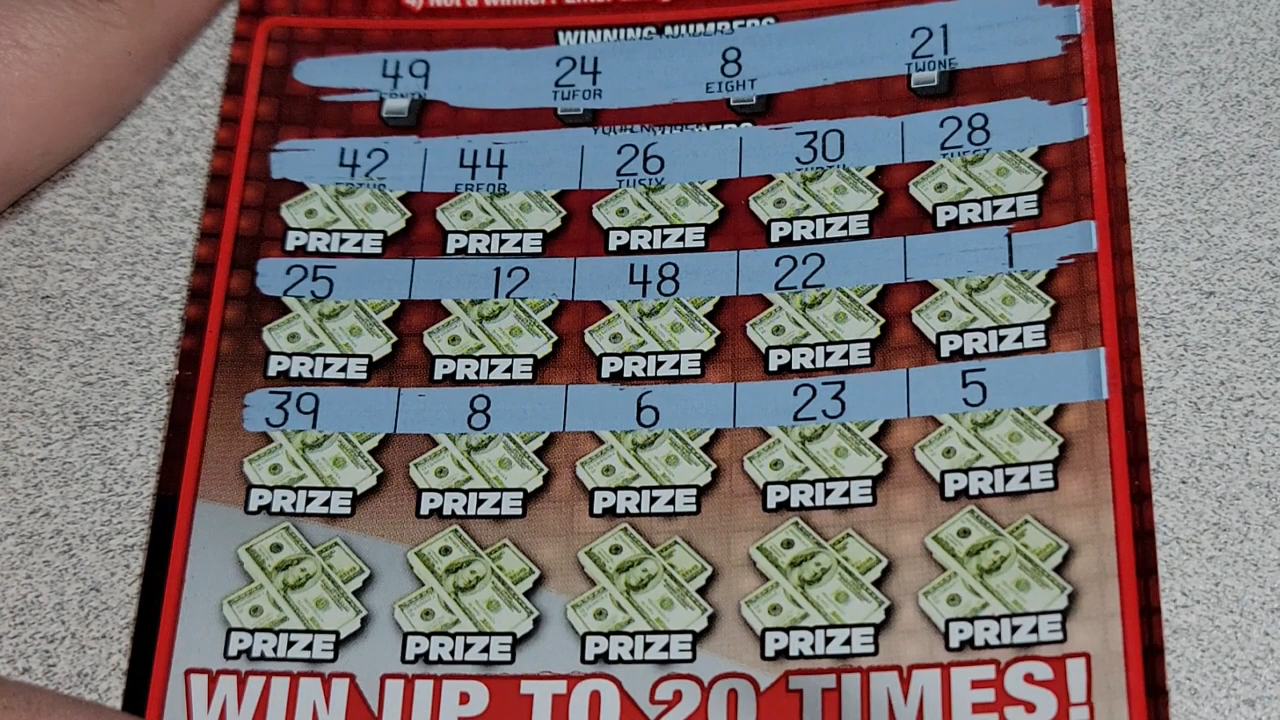 WINNING NUMBERS
49 24 8 21
TWFOR EIGHT TWONE
42 44 26 30 28
FRFOR TUSIX
PRIZE PRIZE PRIZE PRIZE PRIZE
25 12 48 22 1
PRIZE PRIZE PRIZE PRIZE PRIZE
39 8 6 23 5
PRIZE PRIZE PRIZE PRIZE PRIZE
PRIZE PRIZE PRIZE PRIZE PRIZE
WIN UP TO 20 TIMES!